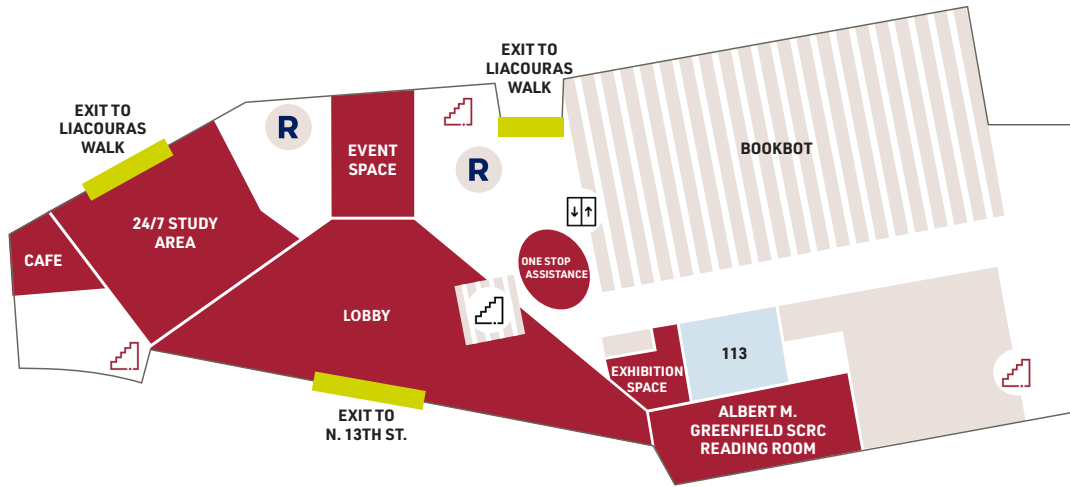 EXIT TO
LIACOURAS
WALK
EXIT TO
LIACOURAS
WALK
R
EVENT
SPACE
R
BOOKBOT
24/7 STUDY
AREA
CAFE
ONE STOP
ASSISTANCE
LOBBY
113
EXHIBITION
SPACE
EXIT TO
N. 13TH ST.
ALBERT M.
GREENFIELD SCRC
READING ROOM